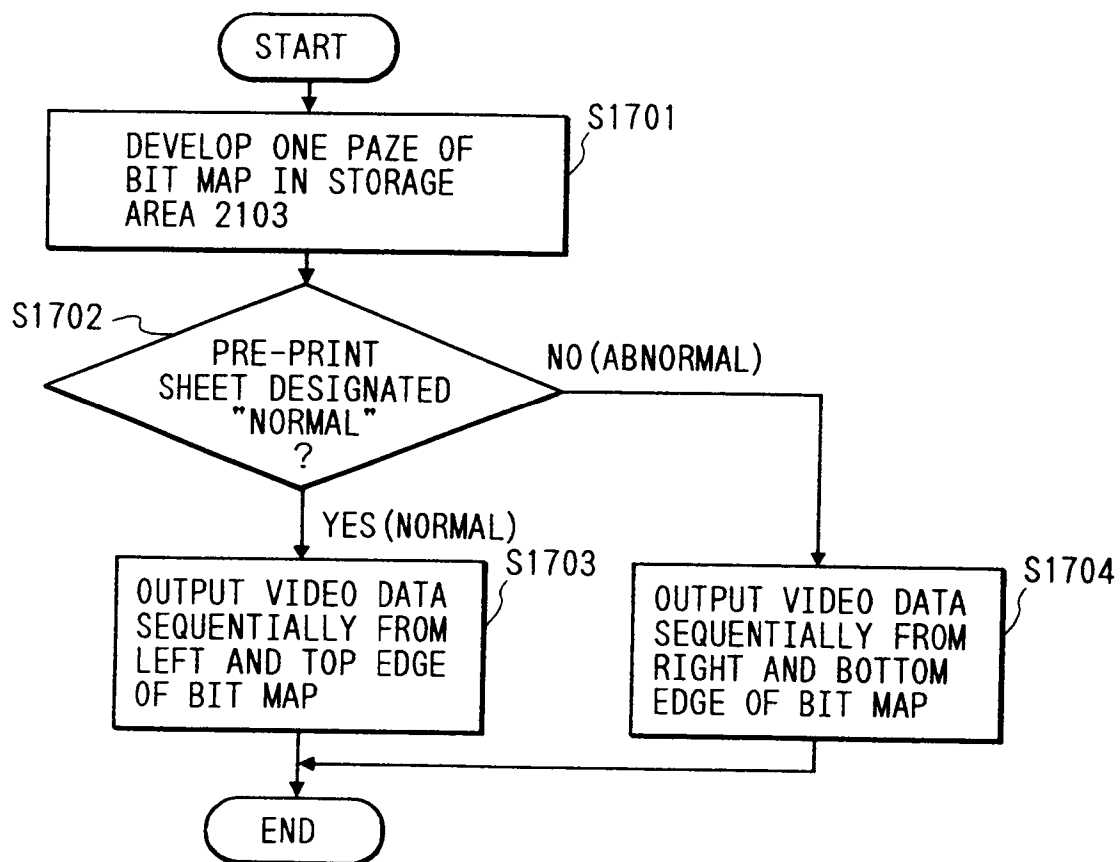 START
S1701
DEVELOP ONE PAZE OF
BIT MAP IN STORAGE
AREA 2103
S1702
PRE-PRINT
SHEET DESIGNATED
"NORMAL"
?
NO(ABNORMAL)
YES(NORMAL)
S1703
OUTPUT VIDEO DATA
SEQUENTIALLY FROM
LEFT AND TOP EDGE
OF BIT MAP
S1704
OUTPUT VIDEO DATA
SEQUENTIALLY FROM
RIGHT AND BOTTOM
EDGE OF BIT MAP
END